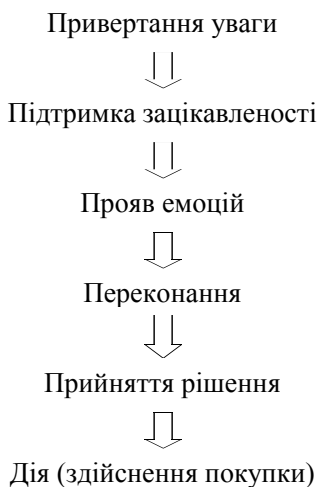 Привертання уваги
Підтримка зацікавленості
Прояв емоцій
Переконання
Прийняття рішення
Дія (здійснення покупки)